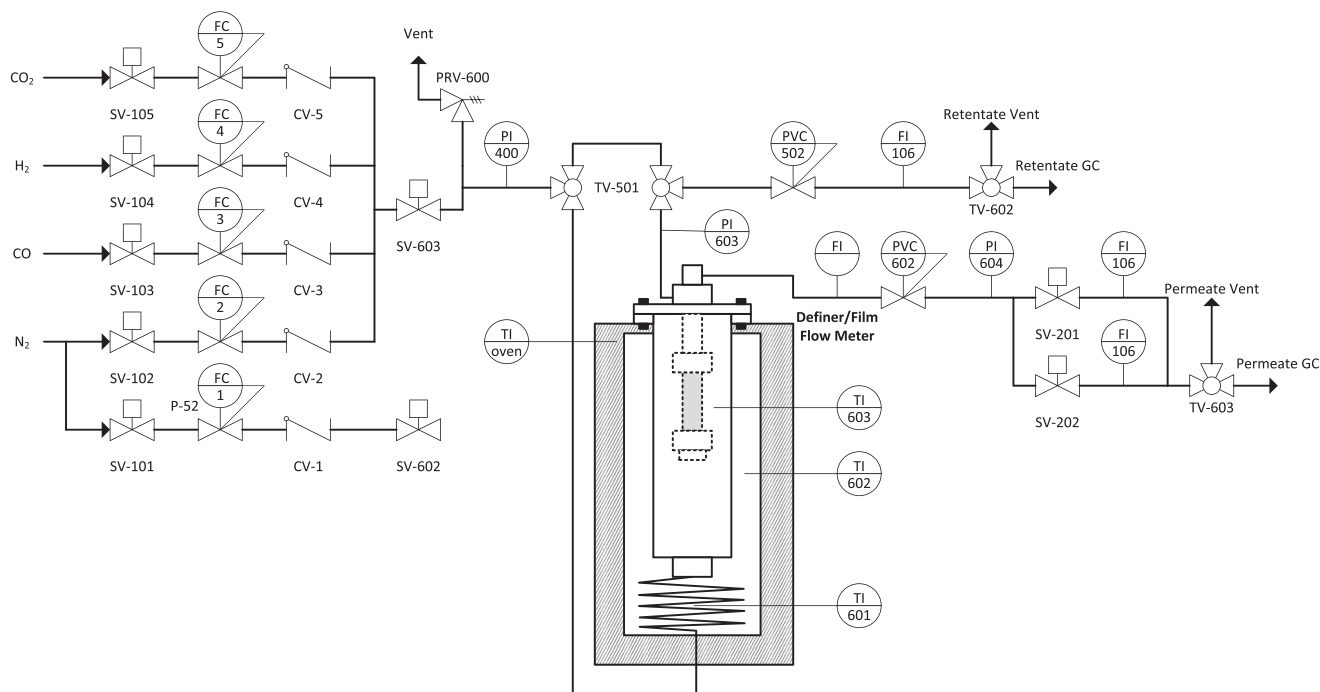 FC
5
CO₂
SV-105
CV-5
FC
4
H₂
SV-104
CV-4
FC
3
CO
SV-103
CV-3
FC
2
N₂
SV-102
CV-2
P-52
FC
1
SV-101
CV-1
SV-602
SV-603
Vent
PRV-600
PI
400
TV-501
PI
603
PVC
502
FI
106
Retentate Vent
Retentate GC
TV-602
FI
PVC
602
PI
604
Definer/Film
Flow Meter
SV-201
FI
106
SV-202
FI
106
Permeate Vent
Permeate GC
TV-603
TI
oven
TI
603
TI
602
TI
601